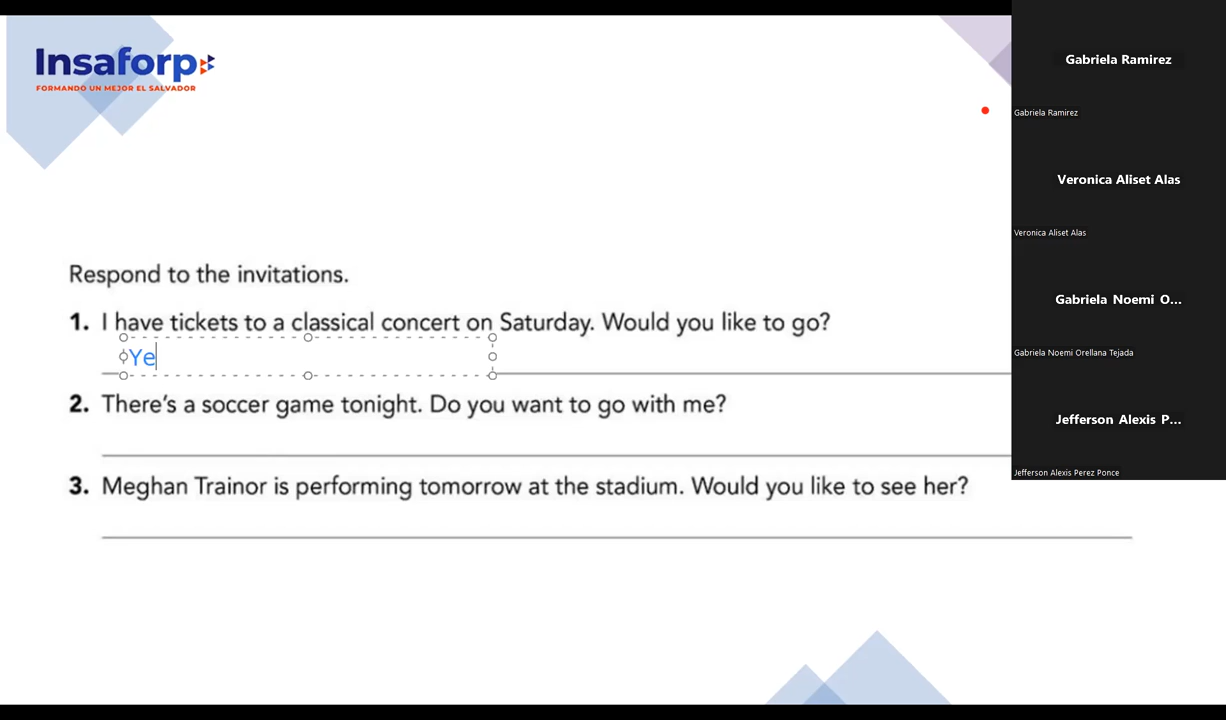 Insaforp
FORMANDO UN MEJOR EL SALVADOR
Respond to the invitations.
1. I have tickets to a classical concert on Saturday. Would you like to go?
Ye
2. There's a soccer game tonight. Do you want to go with me?
3. Meghan Trainor is performing tomorrow at the stadium. Would you like to see her?
Gabriela Ramirez
Gabriela Ramirez
Veronica Aliset Alas
Veronica Aliset Alas
Gabriela Noemi O...
Gabriela Noemi Orellana Tejada
Jefferson Alexis P...
Jefferson Alexis Perez Ponce